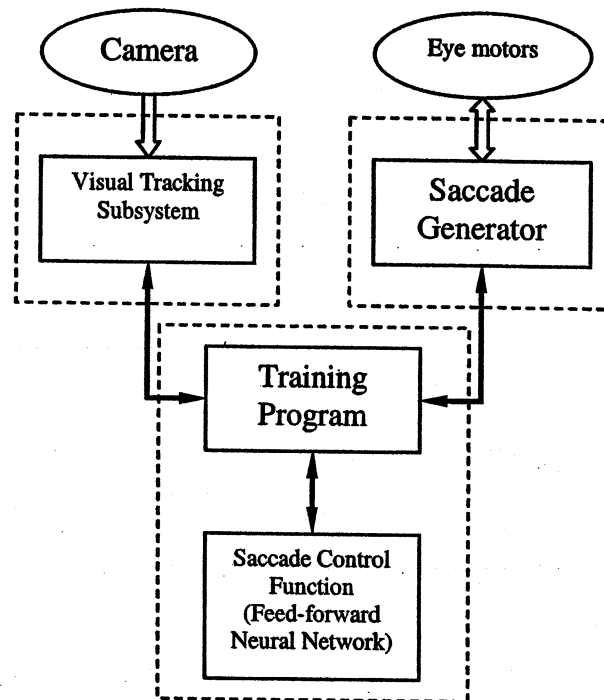 Camera
Eye motors
Visual Tracking
Subsystem
Saccade
Generator
Training
Program
Saccade Control
Function
(Feed-forward
Neural Network)